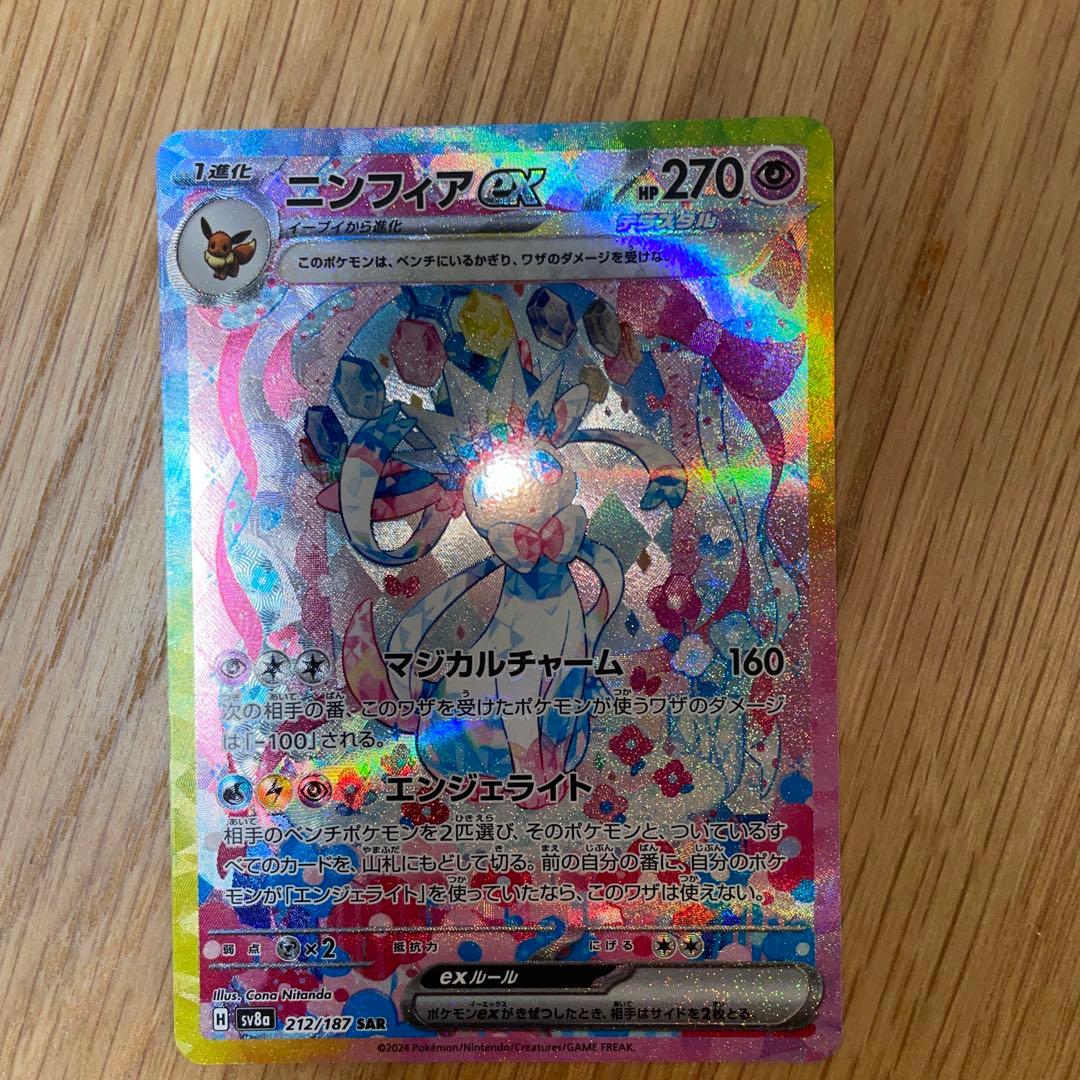 1進化 ニンフィアex HP270
テラスタル
イーブイから進化
このポケモンは、ベンチにいるかぎり、ワザのダメージを受けない。
マジカルチャーム 160
次の相手の番、このワザを受けたポケモンが使うワザのダメージ
は「-100」される。
エンジェライト
相手のベンチポケモンを2匹選び、そのポケモンと、ついているす
べてのカードを、山札にもどして切る。前の自分の番に、自分のポケ
モンが「エンジェライト」を使っていたなら、このワザは使えない。
弱点 ×2 抵抗力 にげる
exルール
ポケモンexがきぜつしたとき、相手はサイドを2枚とる。
Illus. Cona Nitanda
H sv8a 212/187 SAR
©2024 Pokémon/Nintendo/Creatures/GAME FREAK.